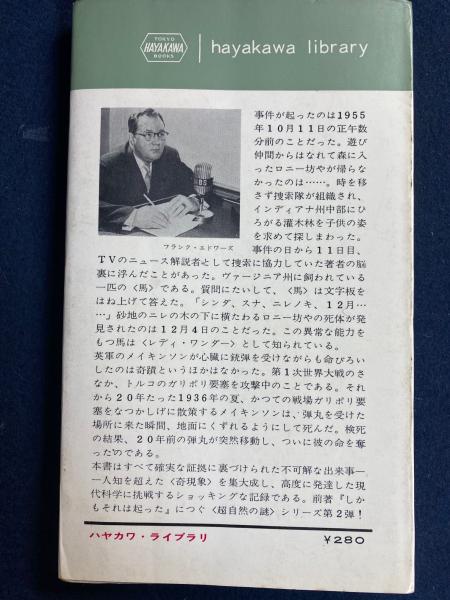 TOKYO
HAYAKAWA
BOOKS
hayakawa library
事件が起ったのは1955
年10月11日の正午数
分前のことだった。遊び
仲間からはなれて森に入
ったロニー坊やが帰らな
かったのは……。時を移
さず捜索隊が組織され、
インディアナ州中部にひ
ろがる灌木林を子供の姿
を求めて探しまわった。
フランク・エドワーズ
事件の日から11日目、
TVのニュース解説者として捜索に協力していた著者の脳
裏に浮んだことがあった。ヴァージニア州に飼われている
一匹の〈馬〉である。質問にたいして、〈馬〉は文字板を
はね上げて答えた。「シンダ、スナ、ニレノキ、12月…
…」砂地のニレの木の下に横たわるロニー坊やの死体が発
見されたのは12月4日のことだった。この異常な能力を
もつ馬は〈レディ・ワンダー〉として知られている。
英軍のメイキンソンが心臓に銃弾を受けながらも命びろい
したのは奇蹟というほかはなかった。第1次世界大戦のさ
なか、トルコのガリポリ要塞を攻撃中のことである。それ
から20年たった1936年の夏、かつての戦場ガリポリ要
塞をなつかしげに散策するメイキンソンは、弾丸を受けた
場所に来た瞬間、地面にくずれるようにして死んだ。検死
の結果、20年前の弾丸が突然移動し、ついに彼の命を奪
ったのである。
本書はすべて確実な証拠に裏づけられた不可解な出来事—
一人知を超えた〈奇現象〉を集大成し、高度に発達した現
代科学に挑戦するショッキングな記録である。前著『しか
もそれは起った』につぐ〈超自然の謎〉シリーズ第2弾！
ハヤカワ・ライブラリ
¥280